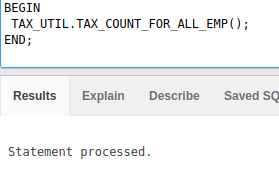 BEGIN
TAX_UTIL.TAX_COUNT_FOR_ALL_EMP();
END;
Results Explain Describe Saved SQ
Statement processed.